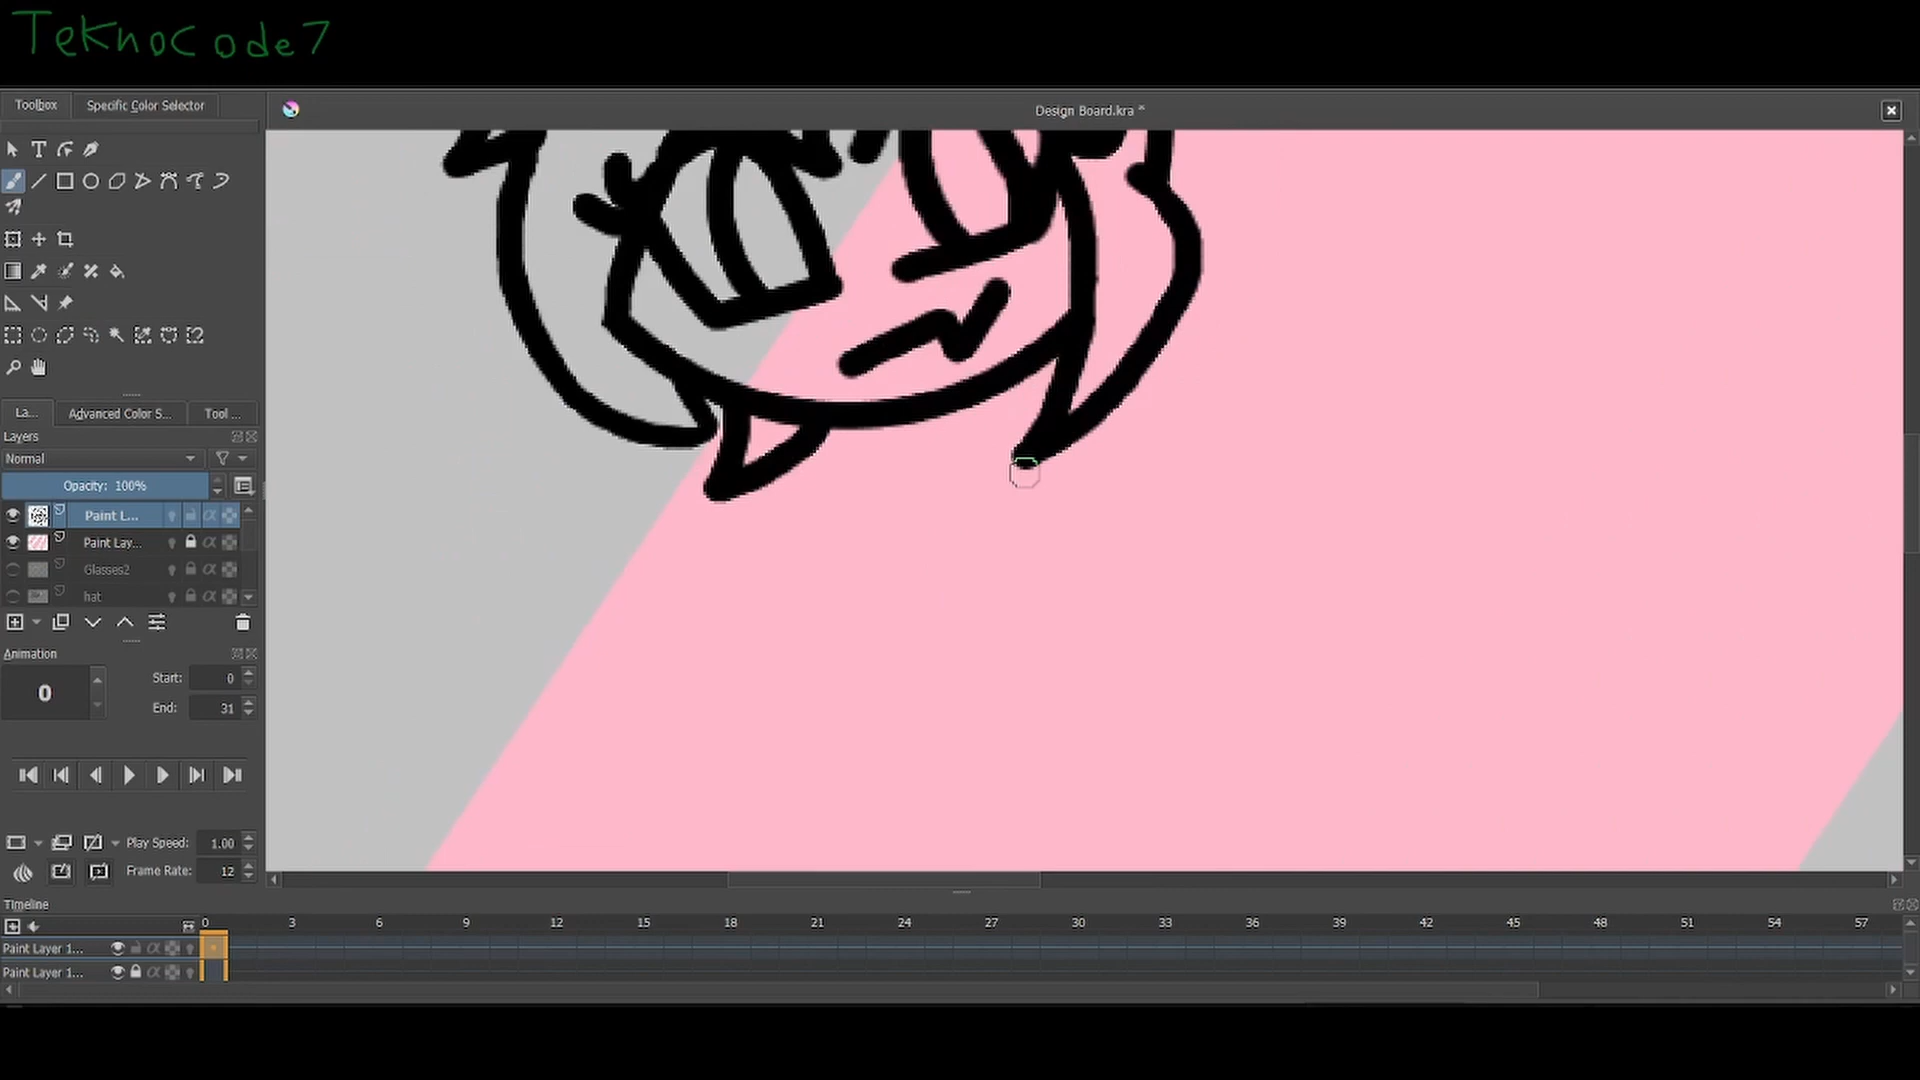 TeknoCode7
Toolbox Specific Color Selector
Design Board.kra *
La... Advanced Color S... Tool ...
Layers
Normal
Opacity: 100%
Paint L...
Paint Lay...
Glasses2
hat
Animation
0 Start: 0
End: 31
Play Speed: 1.00
Frame Rate: 12
Timeline
0 3 6 9 12 15 18 21 24 27 30 33 36 39 42 45 48 51 54 57
Paint Layer 1...
Paint Layer 1...